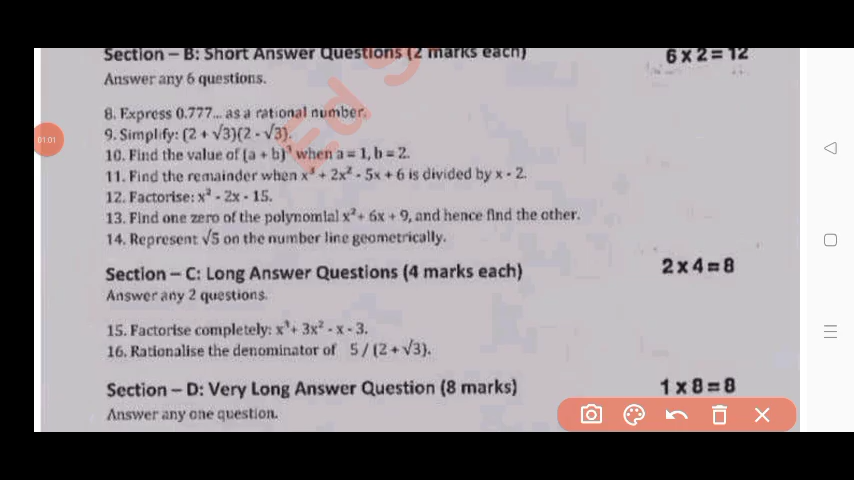 Section – B: Short Answer Questions (2 marks each) 6 x 2 = 12
Answer any 6 questions.
8. Express 0.777... as a rational number.
9. Simplify: (2 + √3)(2 - √3).
10. Find the value of (a + b)³ when a = 1, b = 2.
11. Find the remainder when x³ + 2x² - 5x + 6 is divided by x - 2.
12. Factorise: x² - 2x - 15.
13. Find one zero of the polynomial x² + 6x + 9, and hence find the other.
14. Represent √5 on the number line geometrically.
Section – C: Long Answer Questions (4 marks each) 2 x 4 = 8
Answer any 2 questions.
15. Factorise completely: x³ + 3x² - x - 3.
16. Rationalise the denominator of 5 / (2 + √3).
Section – D: Very Long Answer Question (8 marks) 1 x 8 = 8
Answer any one question.
01:01
Ed